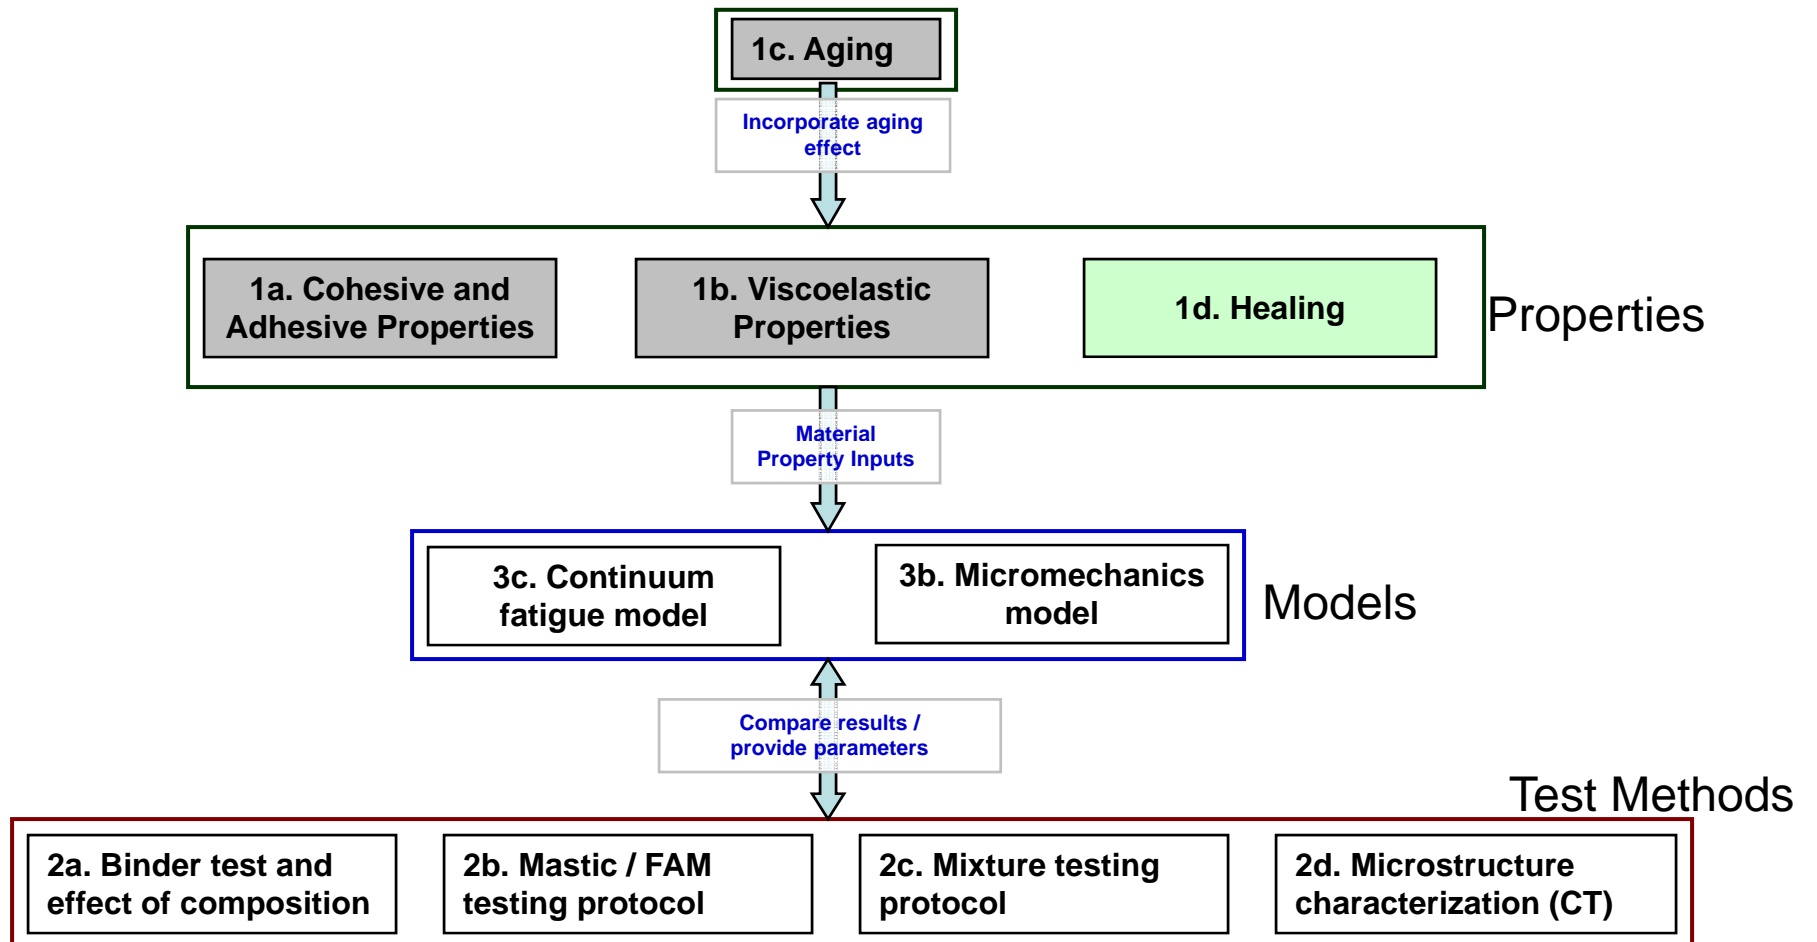 1c. Aging
Incorporate aging
effect
1a. Cohesive and
Adhesive Properties
1b. Viscoelastic
Properties
1d. Healing
Properties
Material
Property Inputs
3c. Continuum
fatigue model
3b. Micromechanics
model
Models
Compare results /
provide parameters
Test Methods
2a. Binder test and
effect of composition
2b. Mastic / FAM
testing protocol
2c. Mixture testing
protocol
2d. Microstructure
characterization (CT)